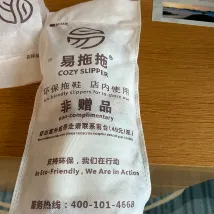 易拖拖®
COZY SLIPPER
环保拖鞋 店内使用
Eco-friendly Slippers for in-store use
非赠品
non-complimentary
支持环保，我们在行动
Be Eco-Friendly , We Are in Action
服务热线：400-101-4668